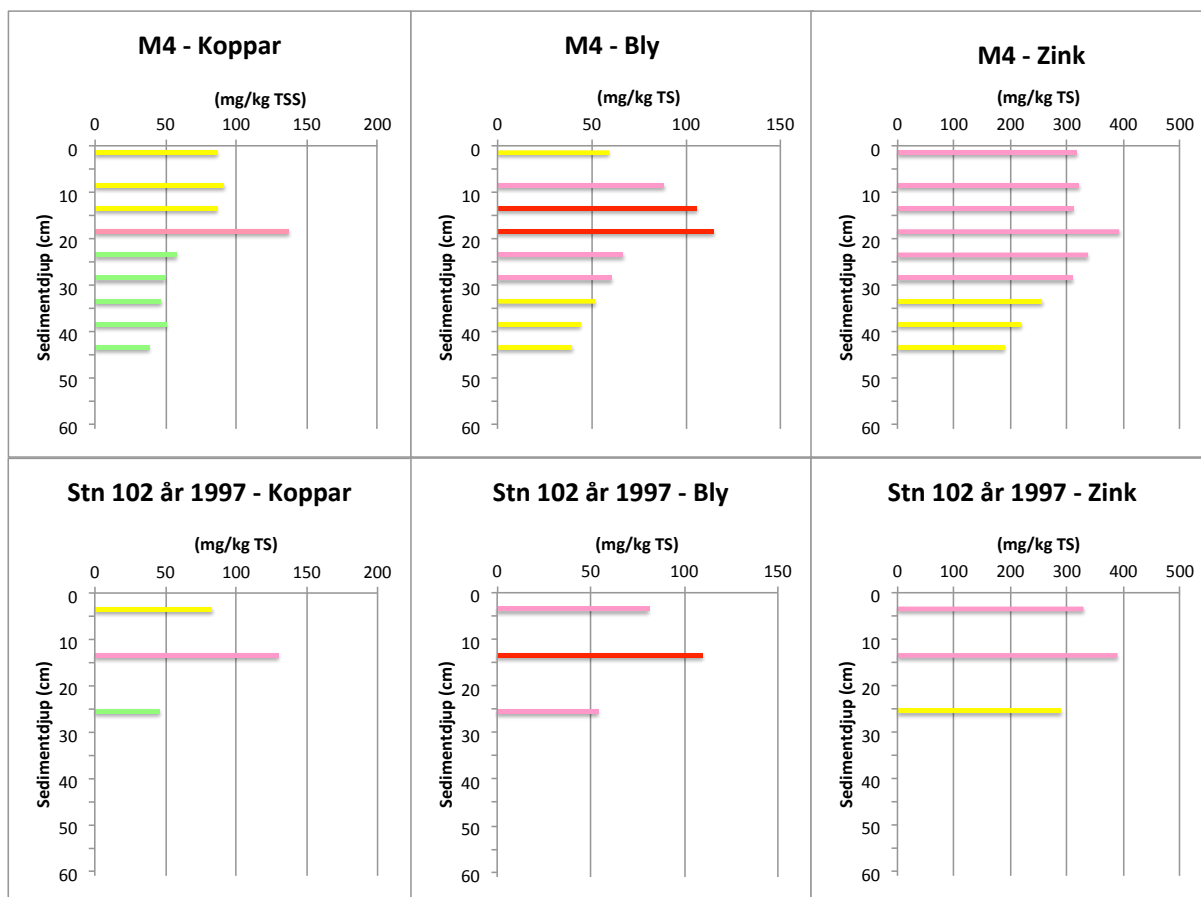 M4 - Koppar
(mg/kg TSS)
0 50 100 150 200
0
10
20
30
40
50
60
Sedimentdjup (cm)
M4 - Bly
(mg/kg TS)
0 50 100 150
0
10
20
30
40
50
60
Sedimentdjup (cm)
M4 - Zink
(mg/kg TS)
0 100 200 300 400 500
0
10
20
30
40
50
60
Sedimentdjup (cm)
Stn 102 år 1997 - Koppar
(mg/kg TS)
0 50 100 150 200
0
10
20
30
40
50
60
Sedimentdjup (cm)
Stn 102 år 1997 - Bly
(mg/kg TS)
0 50 100 150
0
10
20
30
40
50
60
Sedimentdjup (cm)
Stn 102 år 1997 - Zink
(mg/kg TS)
0 100 200 300 400 500
0
10
20
30
40
50
60
Sedimentdjup (cm)